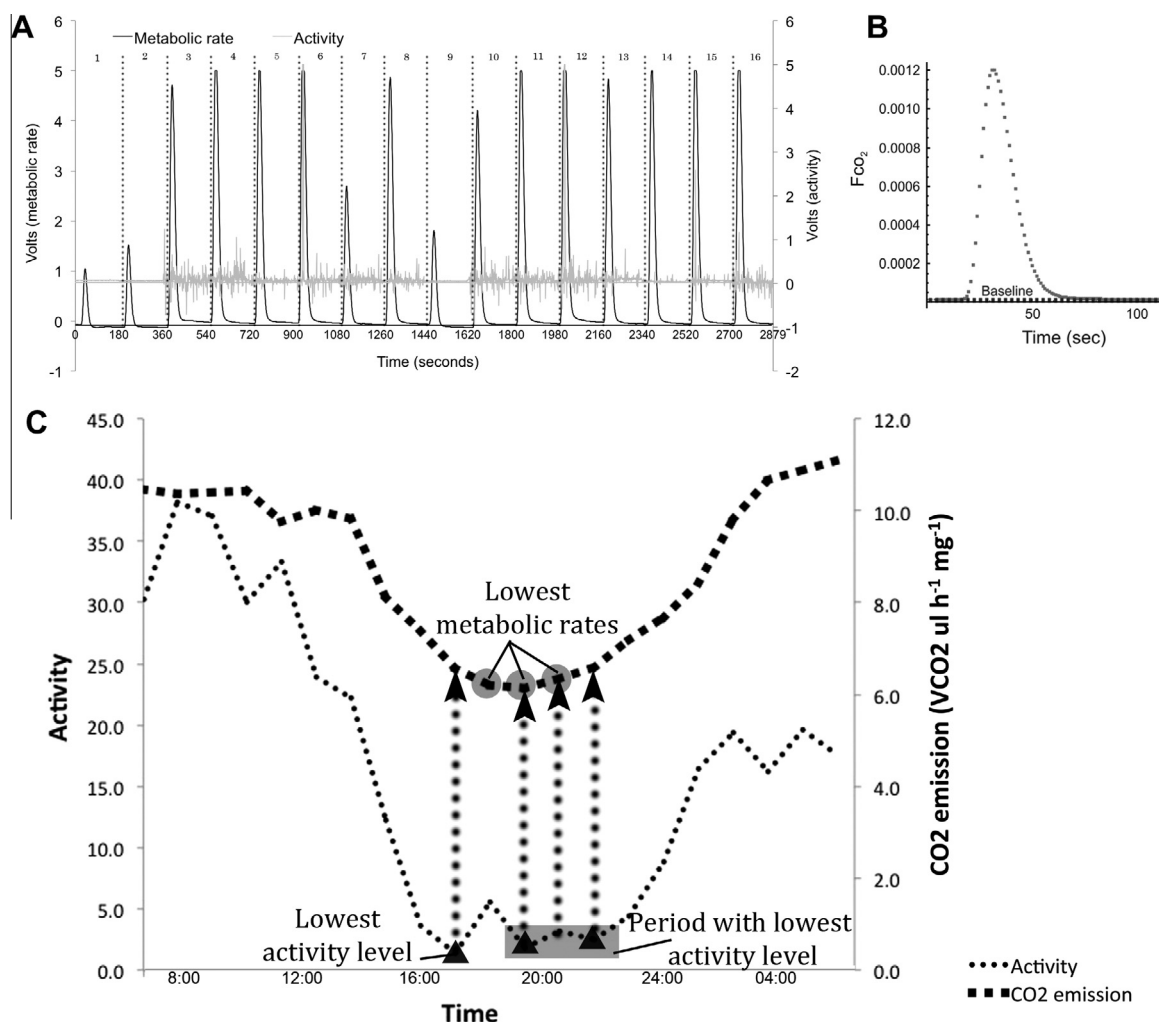 A
Metabolic rate
Activity
1 2 3 4 5 6 7 8 9 10 11 12 13 14 15 16
6
5
4
3
2
1
0
-1
Volts (metabolic rate)
6
5
4
3
2
1
0
-1
-2
Volts (activity)
0 180 360 540 720 900 1080 1260 1440 1620 1800 1980 2160 2340 2520 2700 2879
Time (seconds)
B
0.0012
0.0010
0.0008
0.0006
0.0004
0.0002
Fco2
Baseline
50 100
Time (sec)
C
45.0
40.0
35.0
30.0
25.0
20.0
15.0
10.0
5.0
0.0
Activity
12.0
10.0
8.0
6.0
4.0
2.0
0.0
CO2 emission (VCO2 ul h-1 mg-1)
Lowest
metabolic rates
Lowest
activity level
Period with lowest
activity level
8:00 12:00 16:00 20:00 24:00 04:00
Time
Activity
CO2 emission